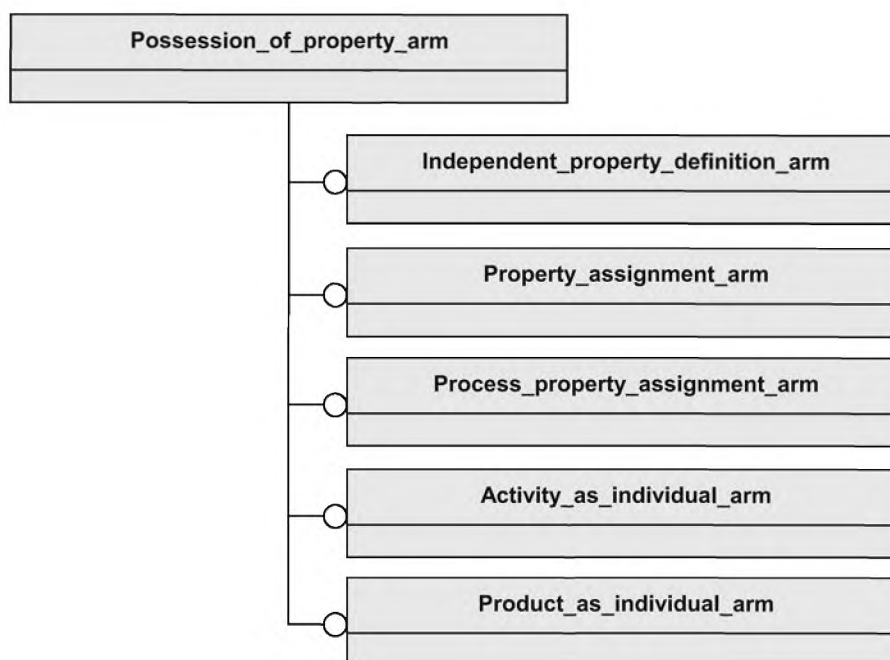 Possession_of_property_arm
Independent_property_definition_arm
Property_assignment_arm
Process_property_assignment_arm
Activity_as_individual_arm
Product_as_individual_arm